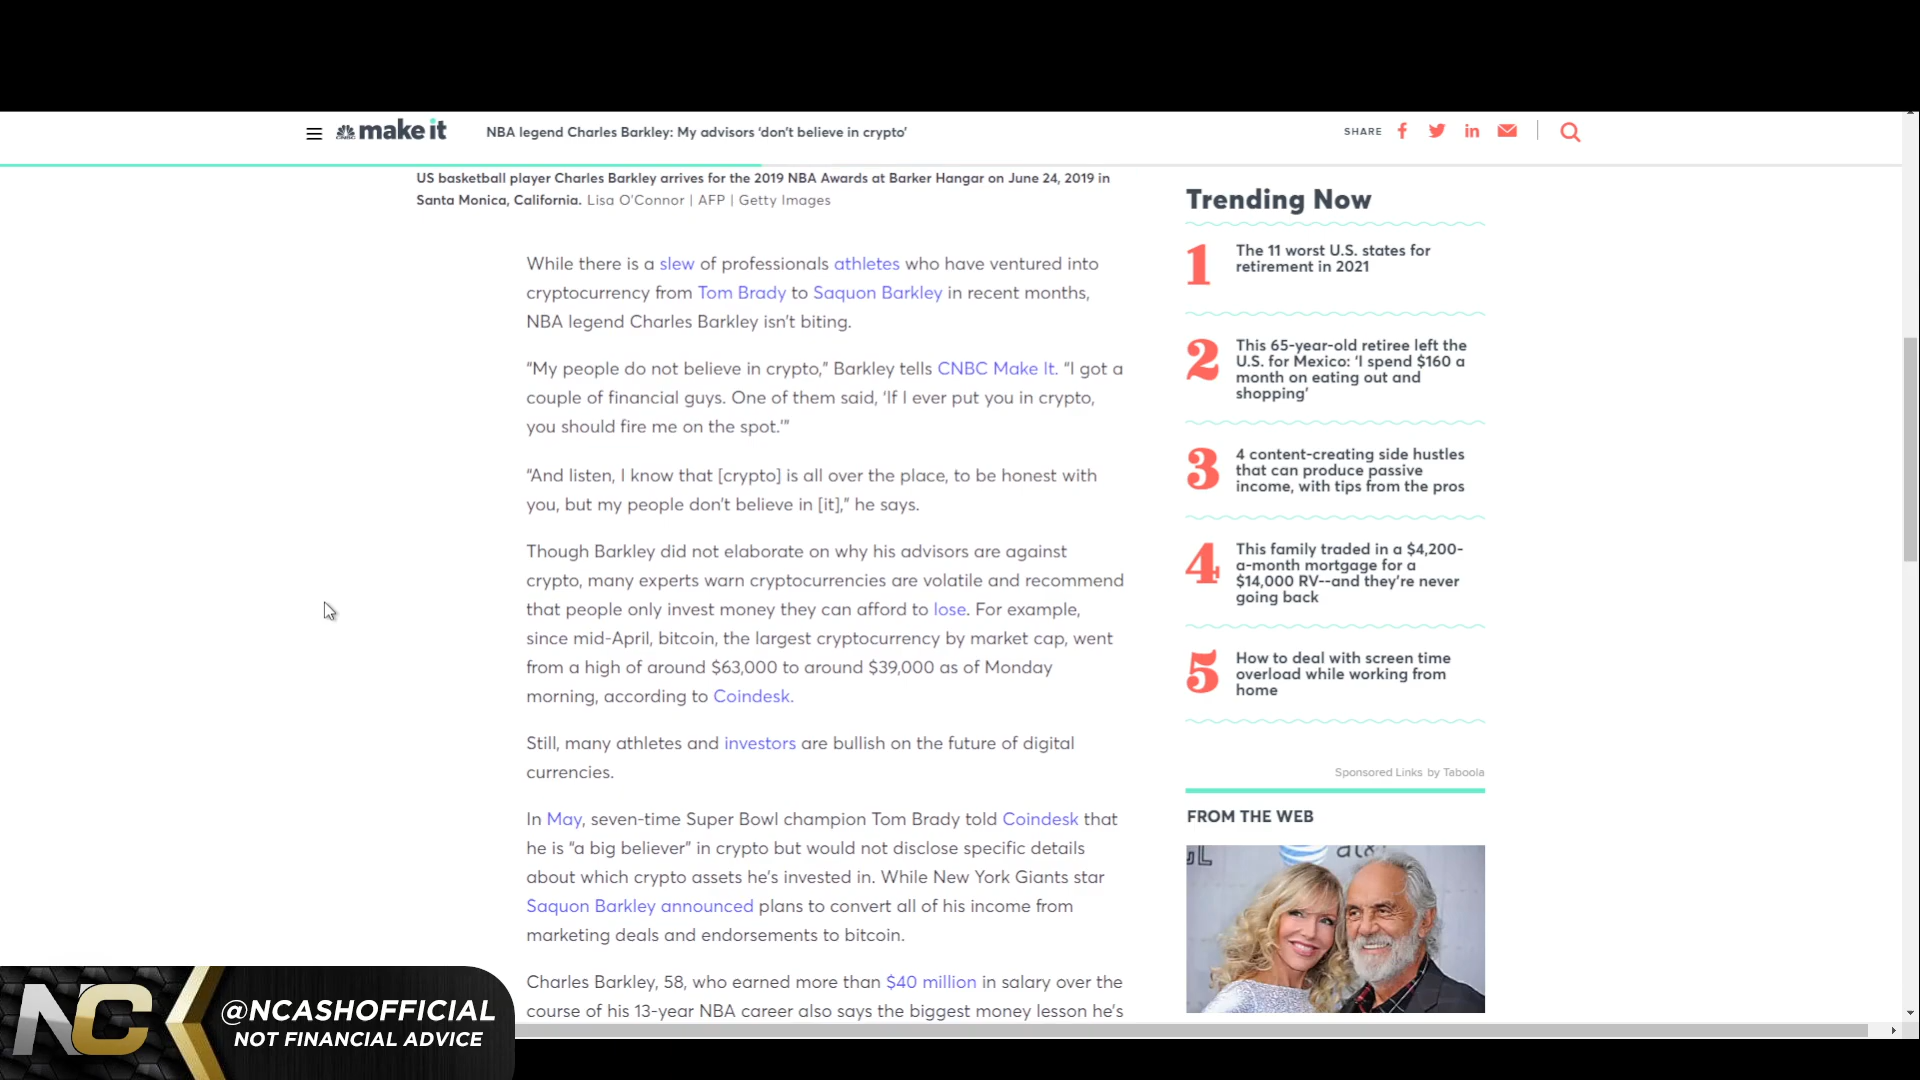 make it
NBA legend Charles Barkley: My advisors ‘don’t believe in crypto’
SHARE
US basketball player Charles Barkley arrives for the 2019 NBA Awards at Barker Hangar on June 24, 2019 in
Santa Monica, California. Lisa O’Connor | AFP | Getty Images
While there is a slew of professionals athletes who have ventured into
cryptocurrency from Tom Brady to Saquon Barkley in recent months,
NBA legend Charles Barkley isn’t biting.
“My people do not believe in crypto,” Barkley tells CNBC Make It. “I got a
couple of financial guys. One of them said, ‘If I ever put you in crypto,
you should fire me on the spot.’”
“And listen, I know that [crypto] is all over the place, to be honest with
you, but my people don’t believe in [it],” he says.
Though Barkley did not elaborate on why his advisors are against
crypto, many experts warn cryptocurrencies are volatile and recommend
that people only invest money they can afford to lose. For example,
since mid-April, bitcoin, the largest cryptocurrency by market cap, went
from a high of around $63,000 to around $39,000 as of Monday
morning, according to Coindesk.
Still, many athletes and investors are bullish on the future of digital
currencies.
In May, seven-time Super Bowl champion Tom Brady told Coindesk that
he is “a big believer” in crypto but would not disclose specific details
about which crypto assets he’s invested in. While New York Giants star
Saquon Barkley announced plans to convert all of his income from
marketing deals and endorsements to bitcoin.
Charles Barkley, 58, who earned more than $40 million in salary over the
course of his 13-year NBA career also says the biggest money lesson he’s
Trending Now
1
The 11 worst U.S. states for
retirement in 2021
2
This 65-year-old retiree left the
U.S. for Mexico: ‘I spend $160 a
month on eating out and
shopping’
3
4 content-creating side hustles
that can produce passive
income, with tips from the pros
4
This family traded in a $4,200-
a-month mortgage for a
$14,000 RV--and they’re never
going back
5
How to deal with screen time
overload while working from
home
Sponsored Links by Taboola
FROM THE WEB
at&t
NC
@NCASHOFFICIAL
NOT FINANCIAL ADVICE